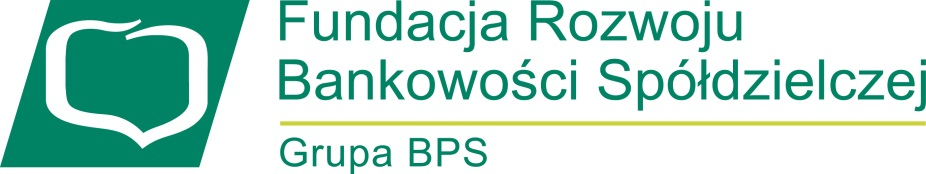 Fundacja Rozwoju
Bankowości Spółdzielczej
Grupa BPS